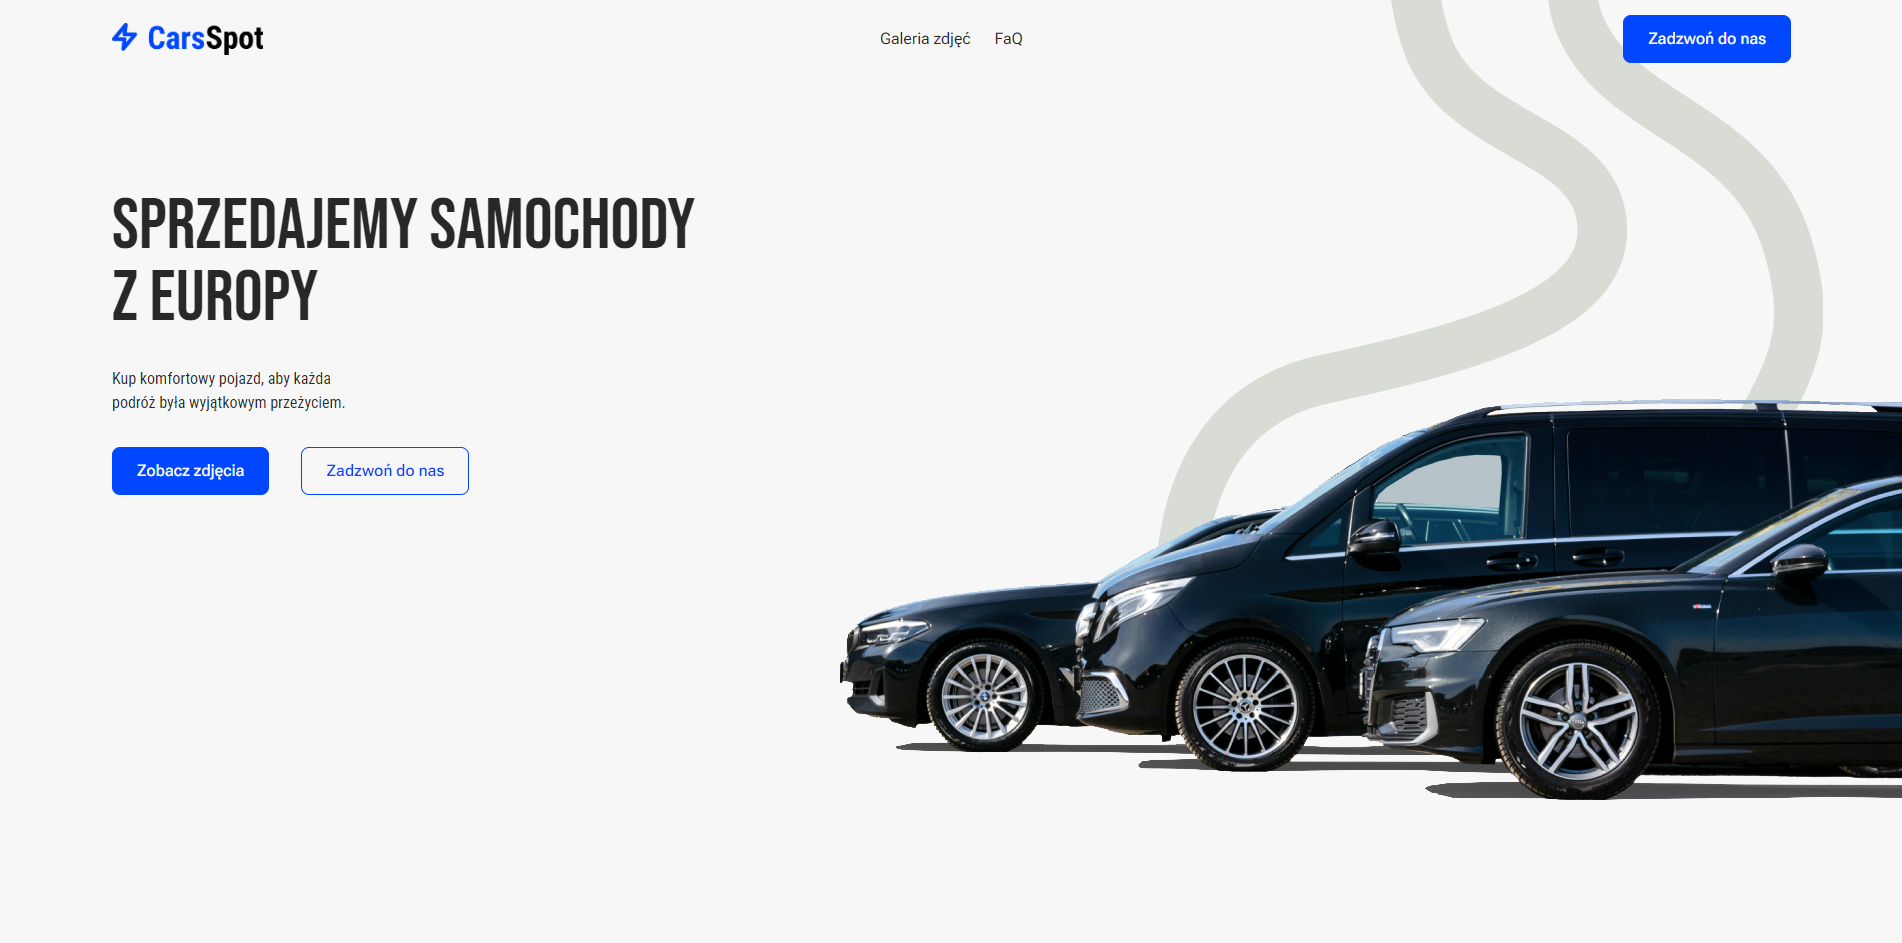 CarsSpot
Galeria zdjęć
FaQ
Zadzwoń do nas
SPRZEDAJEMY SAMOCHODY
Z EUROPY
Kup komfortowy pojazd, aby każda
podróż była wyjątkowym przeżyciem.
Zobacz zdjęcia
Zadzwoń do nas